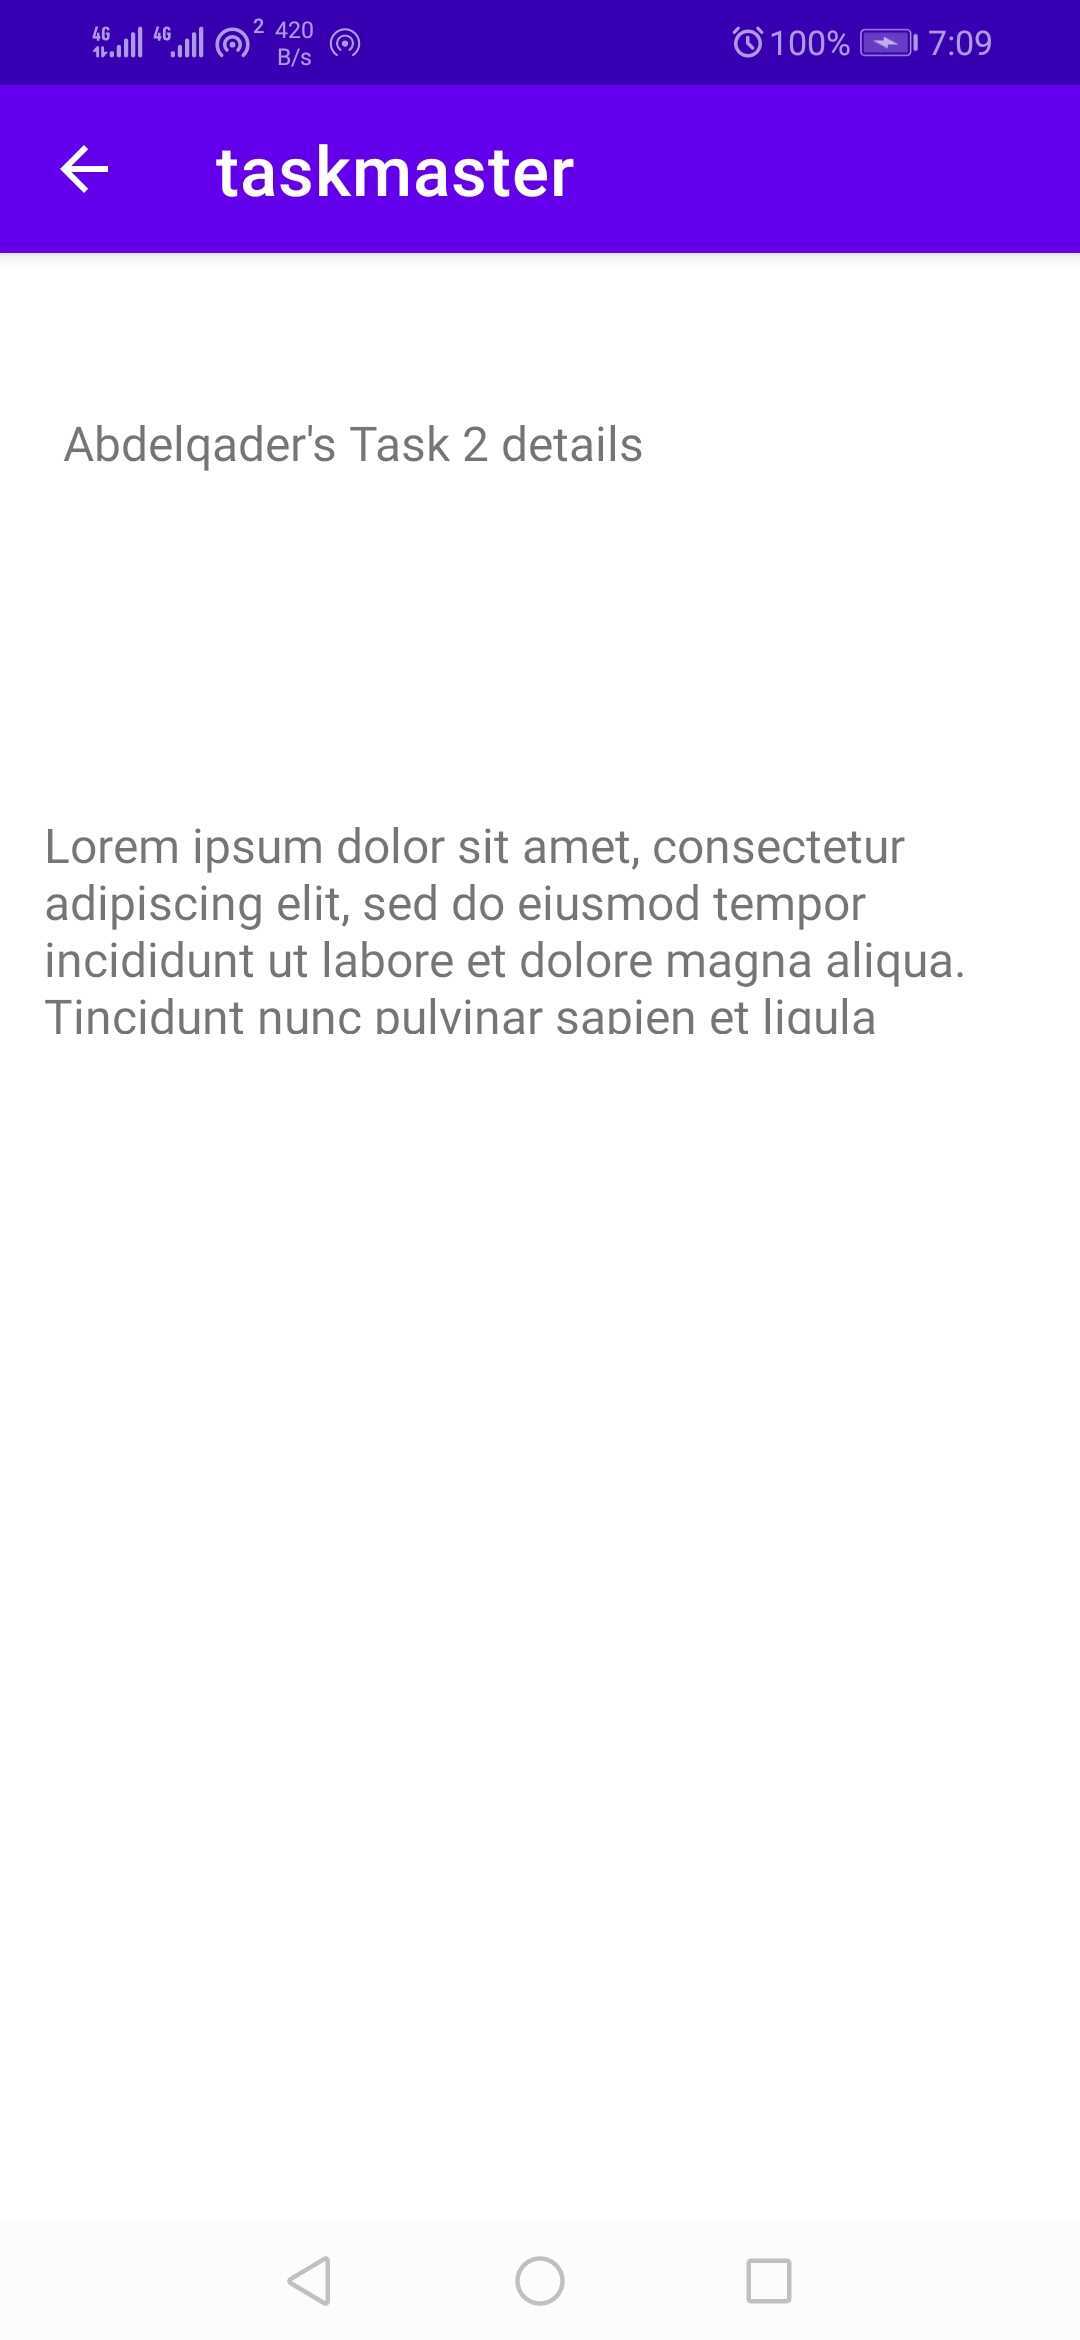 4G 4G 2 420 B/s 100% 7:09
taskmaster
Abdelqader's Task 2 details
Lorem ipsum dolor sit amet, consectetur
adipiscing elit, sed do eiusmod tempor
incididunt ut labore et dolore magna aliqua.
Tincidunt nunc pulvinar sapien et ligula